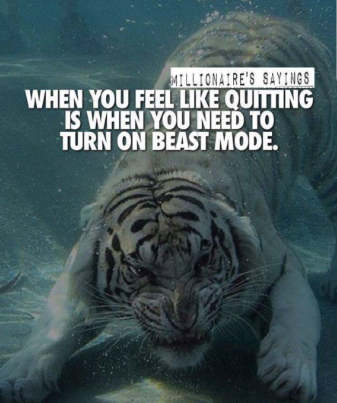 MILLIONAIRE'S SAYINGS
WHEN YOU FEEL LIKE QUITTING
IS WHEN YOU NEED TO
TURN ON BEAST MODE.